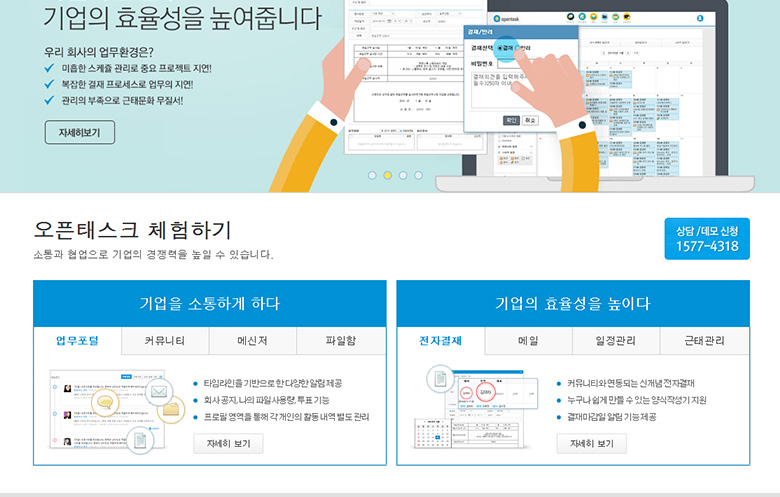 기업의 효율성을 높여줍니다
우리 회사의 업무환경은?
미흡한 스케쥴 관리로 중요 프로젝트 지연!
복잡한 결재 프로세스로 업무의 지연!
관리의 부족으로 근태문화 무질서!
자세히보기
opentask
결재/반려
결재선택 결재 반려
비밀번호
결재의견을 입력해주
확인 취소
오픈태스크 체험하기
소통과 협업으로 기업의 경쟁력을 높일 수 있습니다.
상담/데모 신청
1577-4318
기업을 소통하게 하다
업무포털 커뮤니티 메신저 파일함
타임라인을 기반으로 한 다양한 알림 제공
회사 공지, 나의 파일 사용량, 투표 기능
프로필 영역을 통해 각 개인의 활동 내역 별도 관리
자세히 보기
기업의 효율성을 높이다
전자결재 메일 일정관리 근태관리
커뮤니티와 연동되는 신개념 전자결재
누구나 쉽게 만들 수 있는 양식작성기 지원
결재마감일 알림 기능 제공
자세히 보기